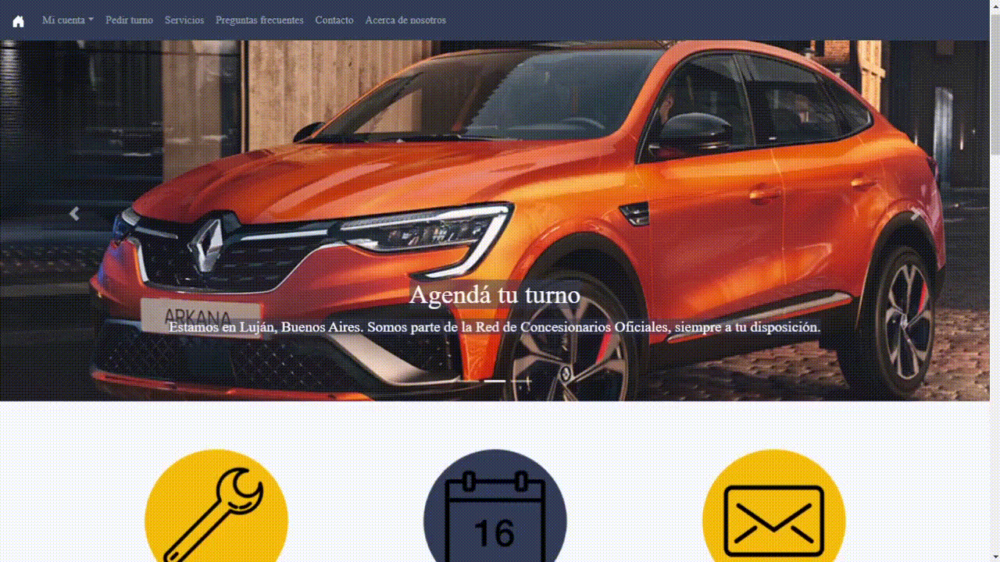 Mi cuenta Pedir turno Servicios Preguntas frecuentes Contacto Acerca de nosotros
Agendá tu turno
ARKANA
Estamos en Luján, Buenos Aires. Somos parte de la Red de Concesionarios Oficiales, siempre a tu disposición.
16